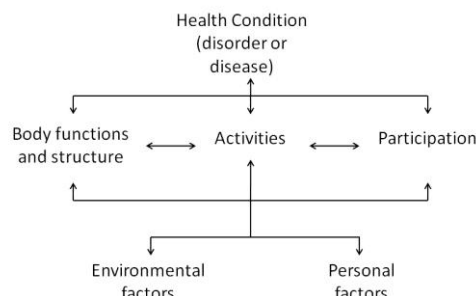 Health Condition
(disorder or
disease)
Body functions
and structure
Activities
Participation
Environmental
factors
Personal
factors